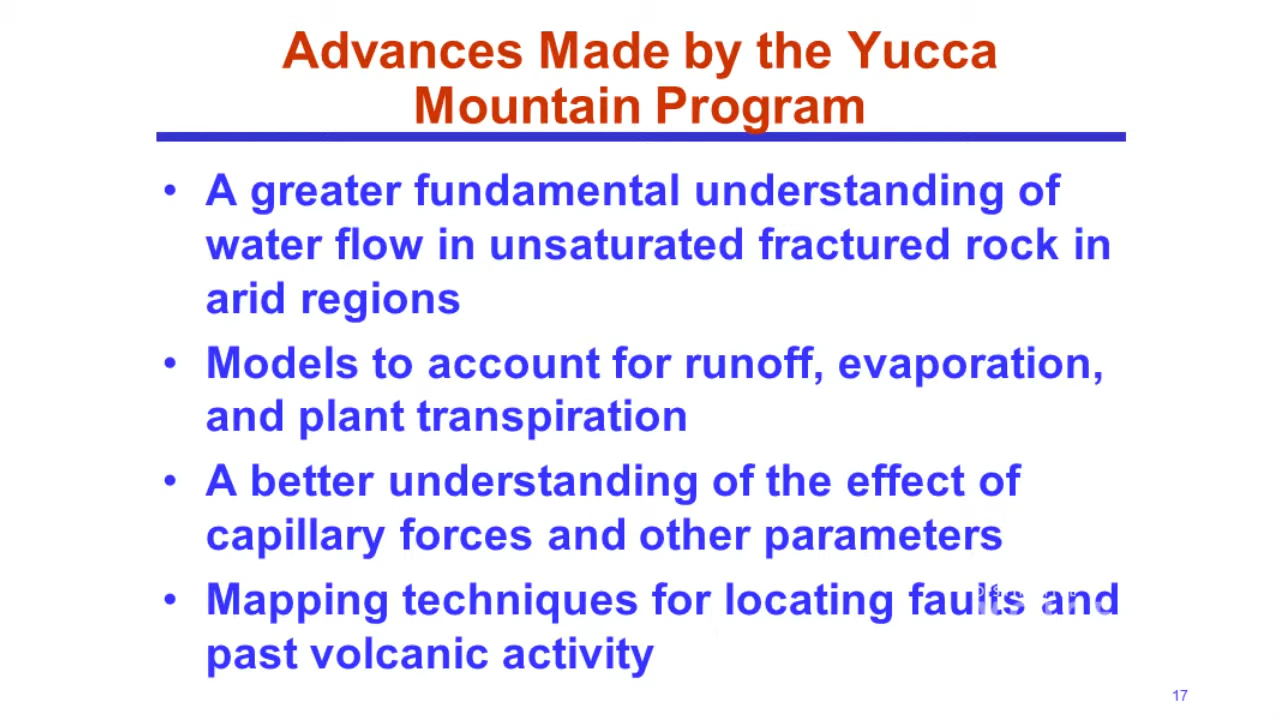 Advances Made by the Yucca
Mountain Program
• A greater fundamental understanding of
water flow in unsaturated fractured rock in
arid regions
• Models to account for runoff, evaporation,
and plant transpiration
• A better understanding of the effect of
capillary forces and other parameters
• Mapping techniques for locating faults and
past volcanic activity
17